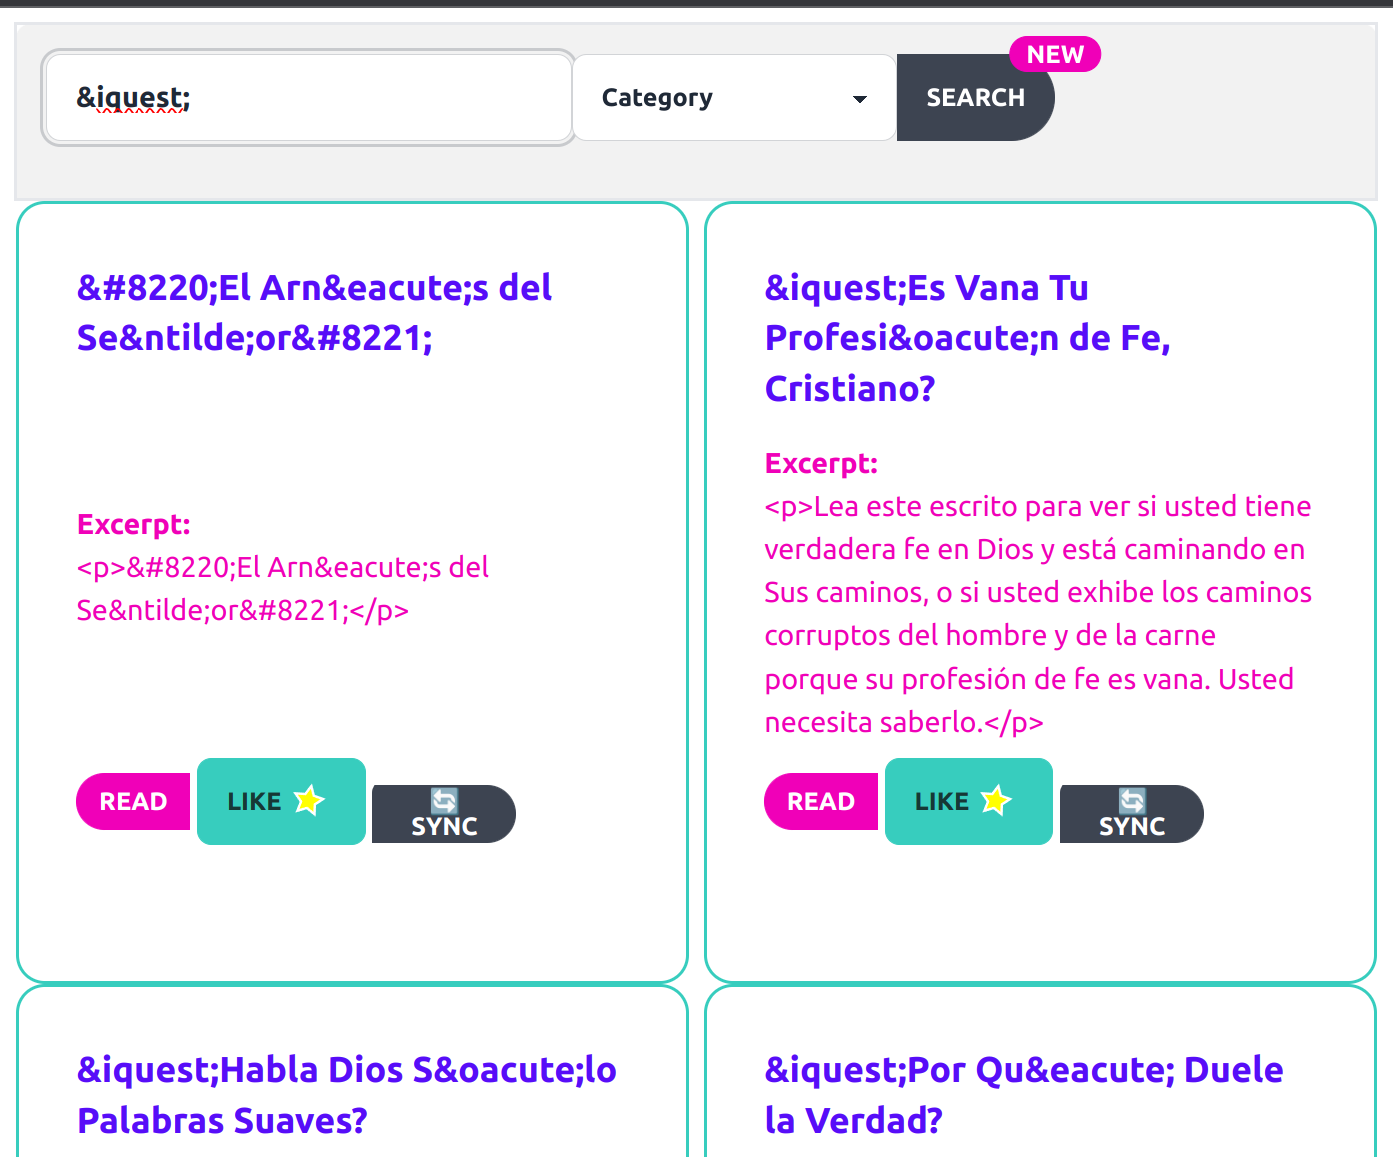 &iquest;
Category
SEARCH
NEW
&#8220;El Arn&eacute;s del
Se&ntilde;or&#8221;
Excerpt:
<p>&#8220;El Arn&eacute;s del
Se&ntilde;or&#8221;</p>
READ
LIKE
SYNC
&iquest;Es Vana Tu
Profesi&oacute;n de Fe,
Cristiano?
Excerpt:
<p>Lea este escrito para ver si usted tiene
verdadera fe en Dios y está caminando en
Sus caminos, o si usted exhibe los caminos
corruptos del hombre y de la carne
porque su profesión de fe es vana. Usted
necesita saberlo.</p>
READ
LIKE
SYNC
&iquest;Habla Dios S&oacute;lo
Palabras Suaves?
&iquest;Por Qu&eacute; Duele
la Verdad?